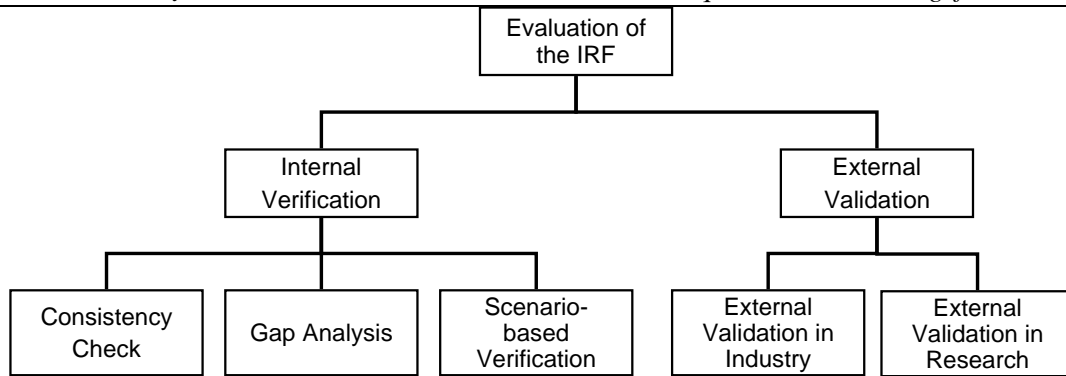 Evaluation of
the IRF
Internal
Verification
External
Validation
Consistency
Check
Gap Analysis
Scenario-
based
Verification
External
Validation in
Industry
External
Validation in
Research